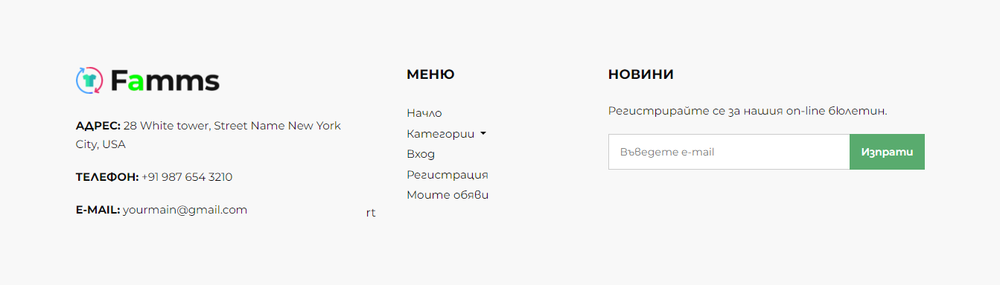 Famms
АДРЕС: 28 White tower, Street Name New York
City, USA
ТЕЛЕФОН: +91 987 654 3210
E-MAIL: yourmain@gmail.com
rt
МЕНЮ
Начло
Категории
Вход
Регистрация
Моите обяви
НОВИНИ
Регистрирайте се за нашия on-line бюлетин.
Въведете e-mail
Изпрати